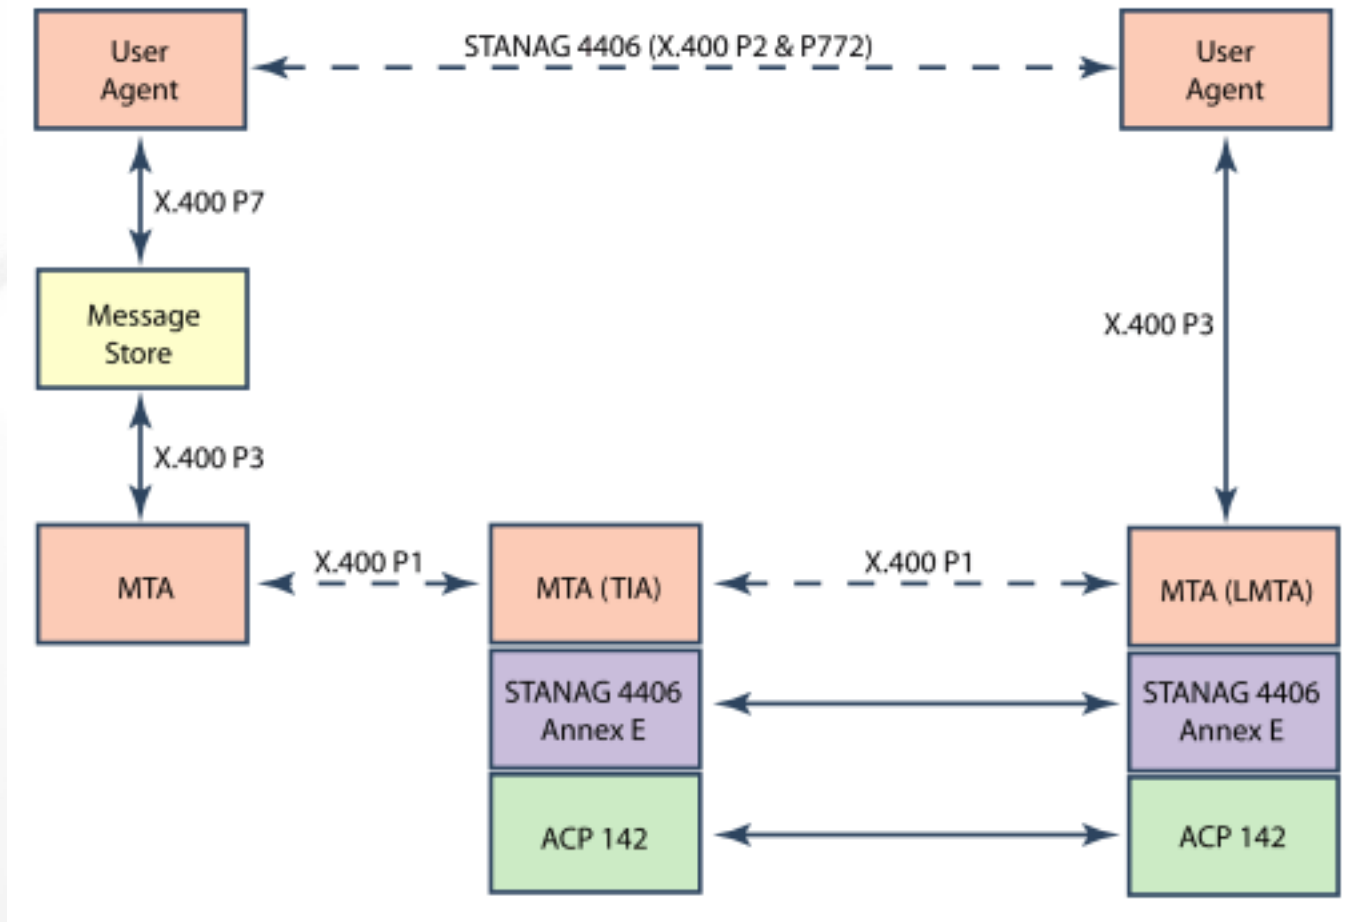 User
Agent
STANAG 4406 (X.400 P2 & P772)
User
Agent
X.400 P7
Message
Store
X.400 P3
X.400 P3
MTA
X.400 P1
MTA (TIA)
X.400 P1
MTA (LMTA)
STANAG 4406
Annex E
STANAG 4406
Annex E
ACP 142
ACP 142